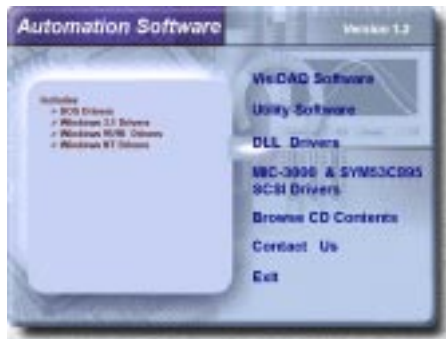 Automation Software
Version 1.2
Includes
DOS Drivers
Windows 3.1 Drivers
Windows 95/98 Drivers
Windows NT Drivers
VisiDAQ Software
Utility Software
DLL Drivers
MIC-3000 & SYM53C895
SCSI Drivers
Browse CD Contents
Contact Us
Exit